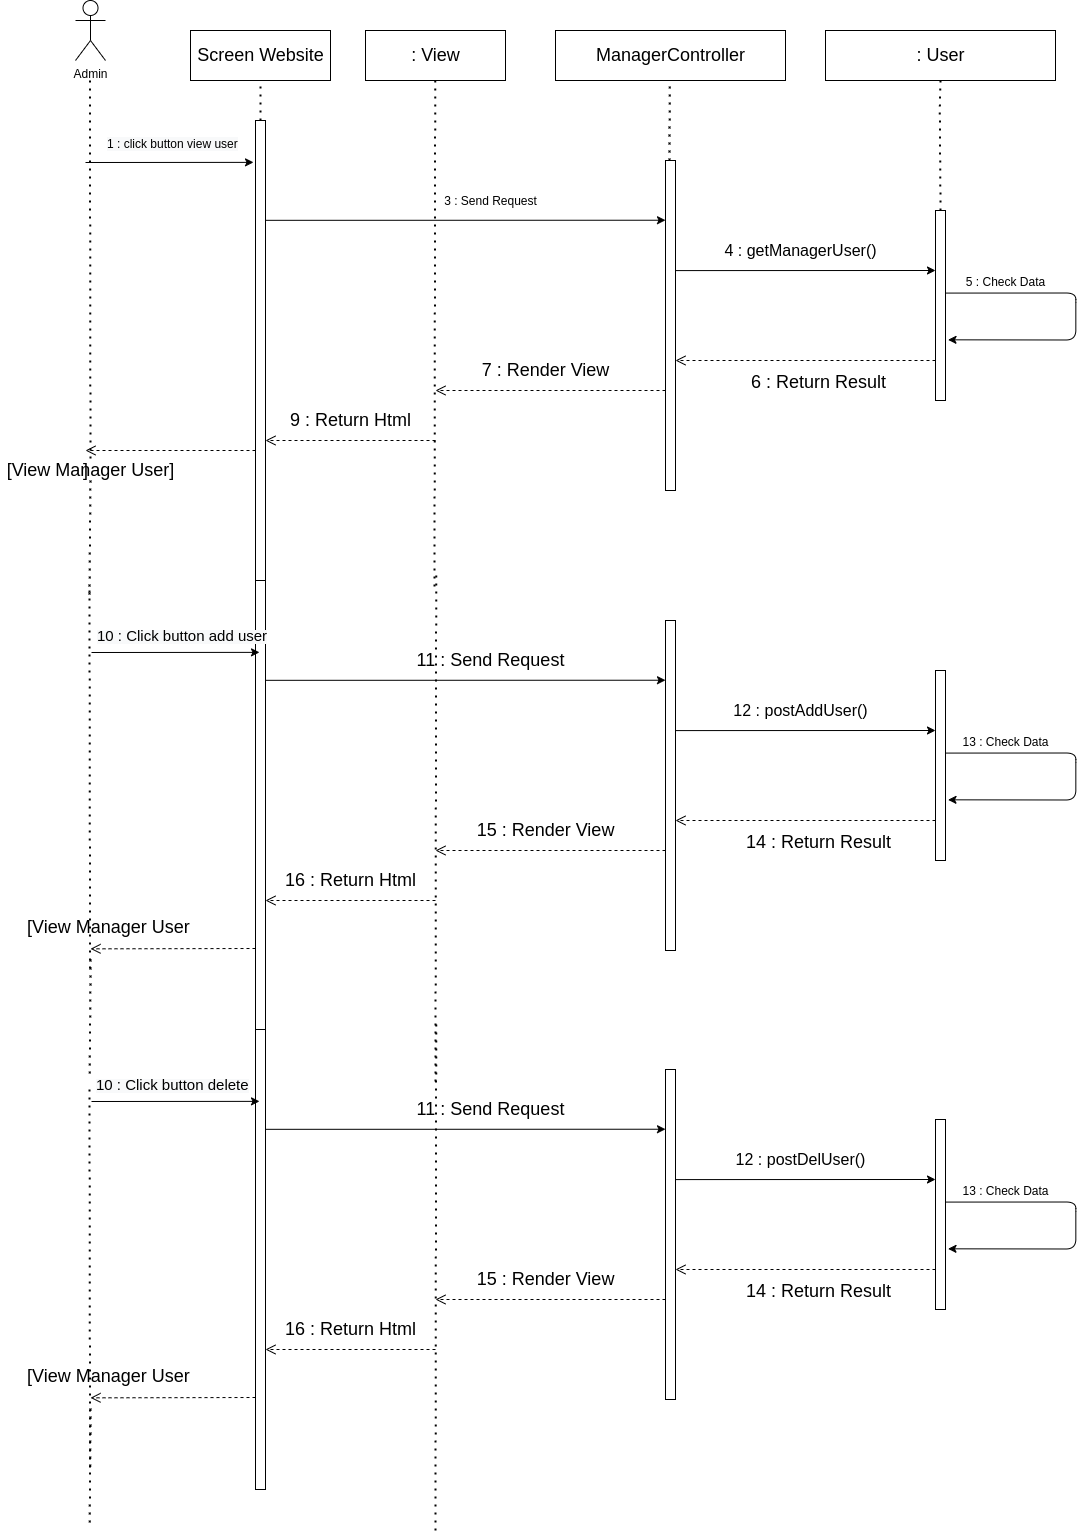 Admin
Screen Website
: View
ManagerController
: User
1 : click button view user
3 : Send Request
4 : getManagerUser()
5 : Check Data
6 : Return Result
7 : Render View
9 : Return Html
[View Manager User]
10 : Click button add user
11 : Send Request
12 : postAddUser()
13 : Check Data
14 : Return Result
15 : Render View
16 : Return Html
[View Manager User
10 : Click button delete
11 : Send Request
12 : postDelUser()
13 : Check Data
14 : Return Result
15 : Render View
16 : Return Html
[View Manager User